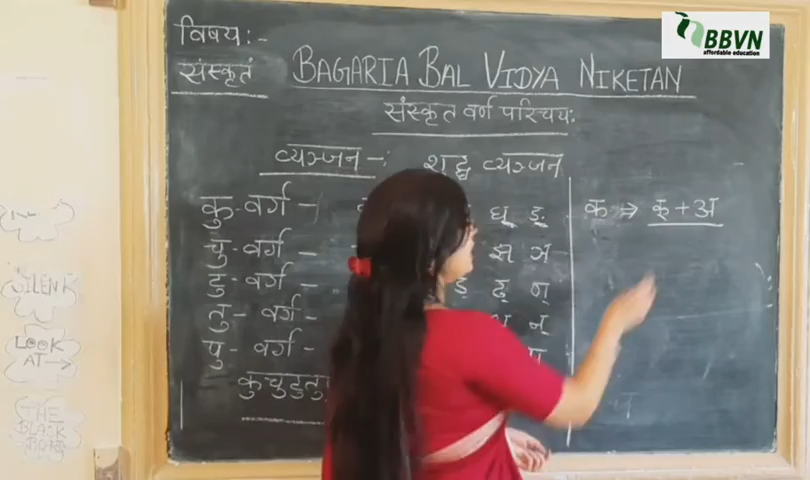 BBVN
affordable education
विषयः-
संस्कृतं
BAGARIA BAL VIDYA NIKETAN
संस्कृत वर्ण परिचयः
व्यञ्जन -: शुद्ध व्यञ्जन
कु-वर्ग - घ् ङ्
क → क् + अ
चु-वर्ग - झ ञ
टु-वर्ग - ड़ ढ् ण्
तु-वर्ग - न्
पु-वर्ग -
कुचुटुतु
SILENK
LOOK
AT→
THE
BLACK
BOARD